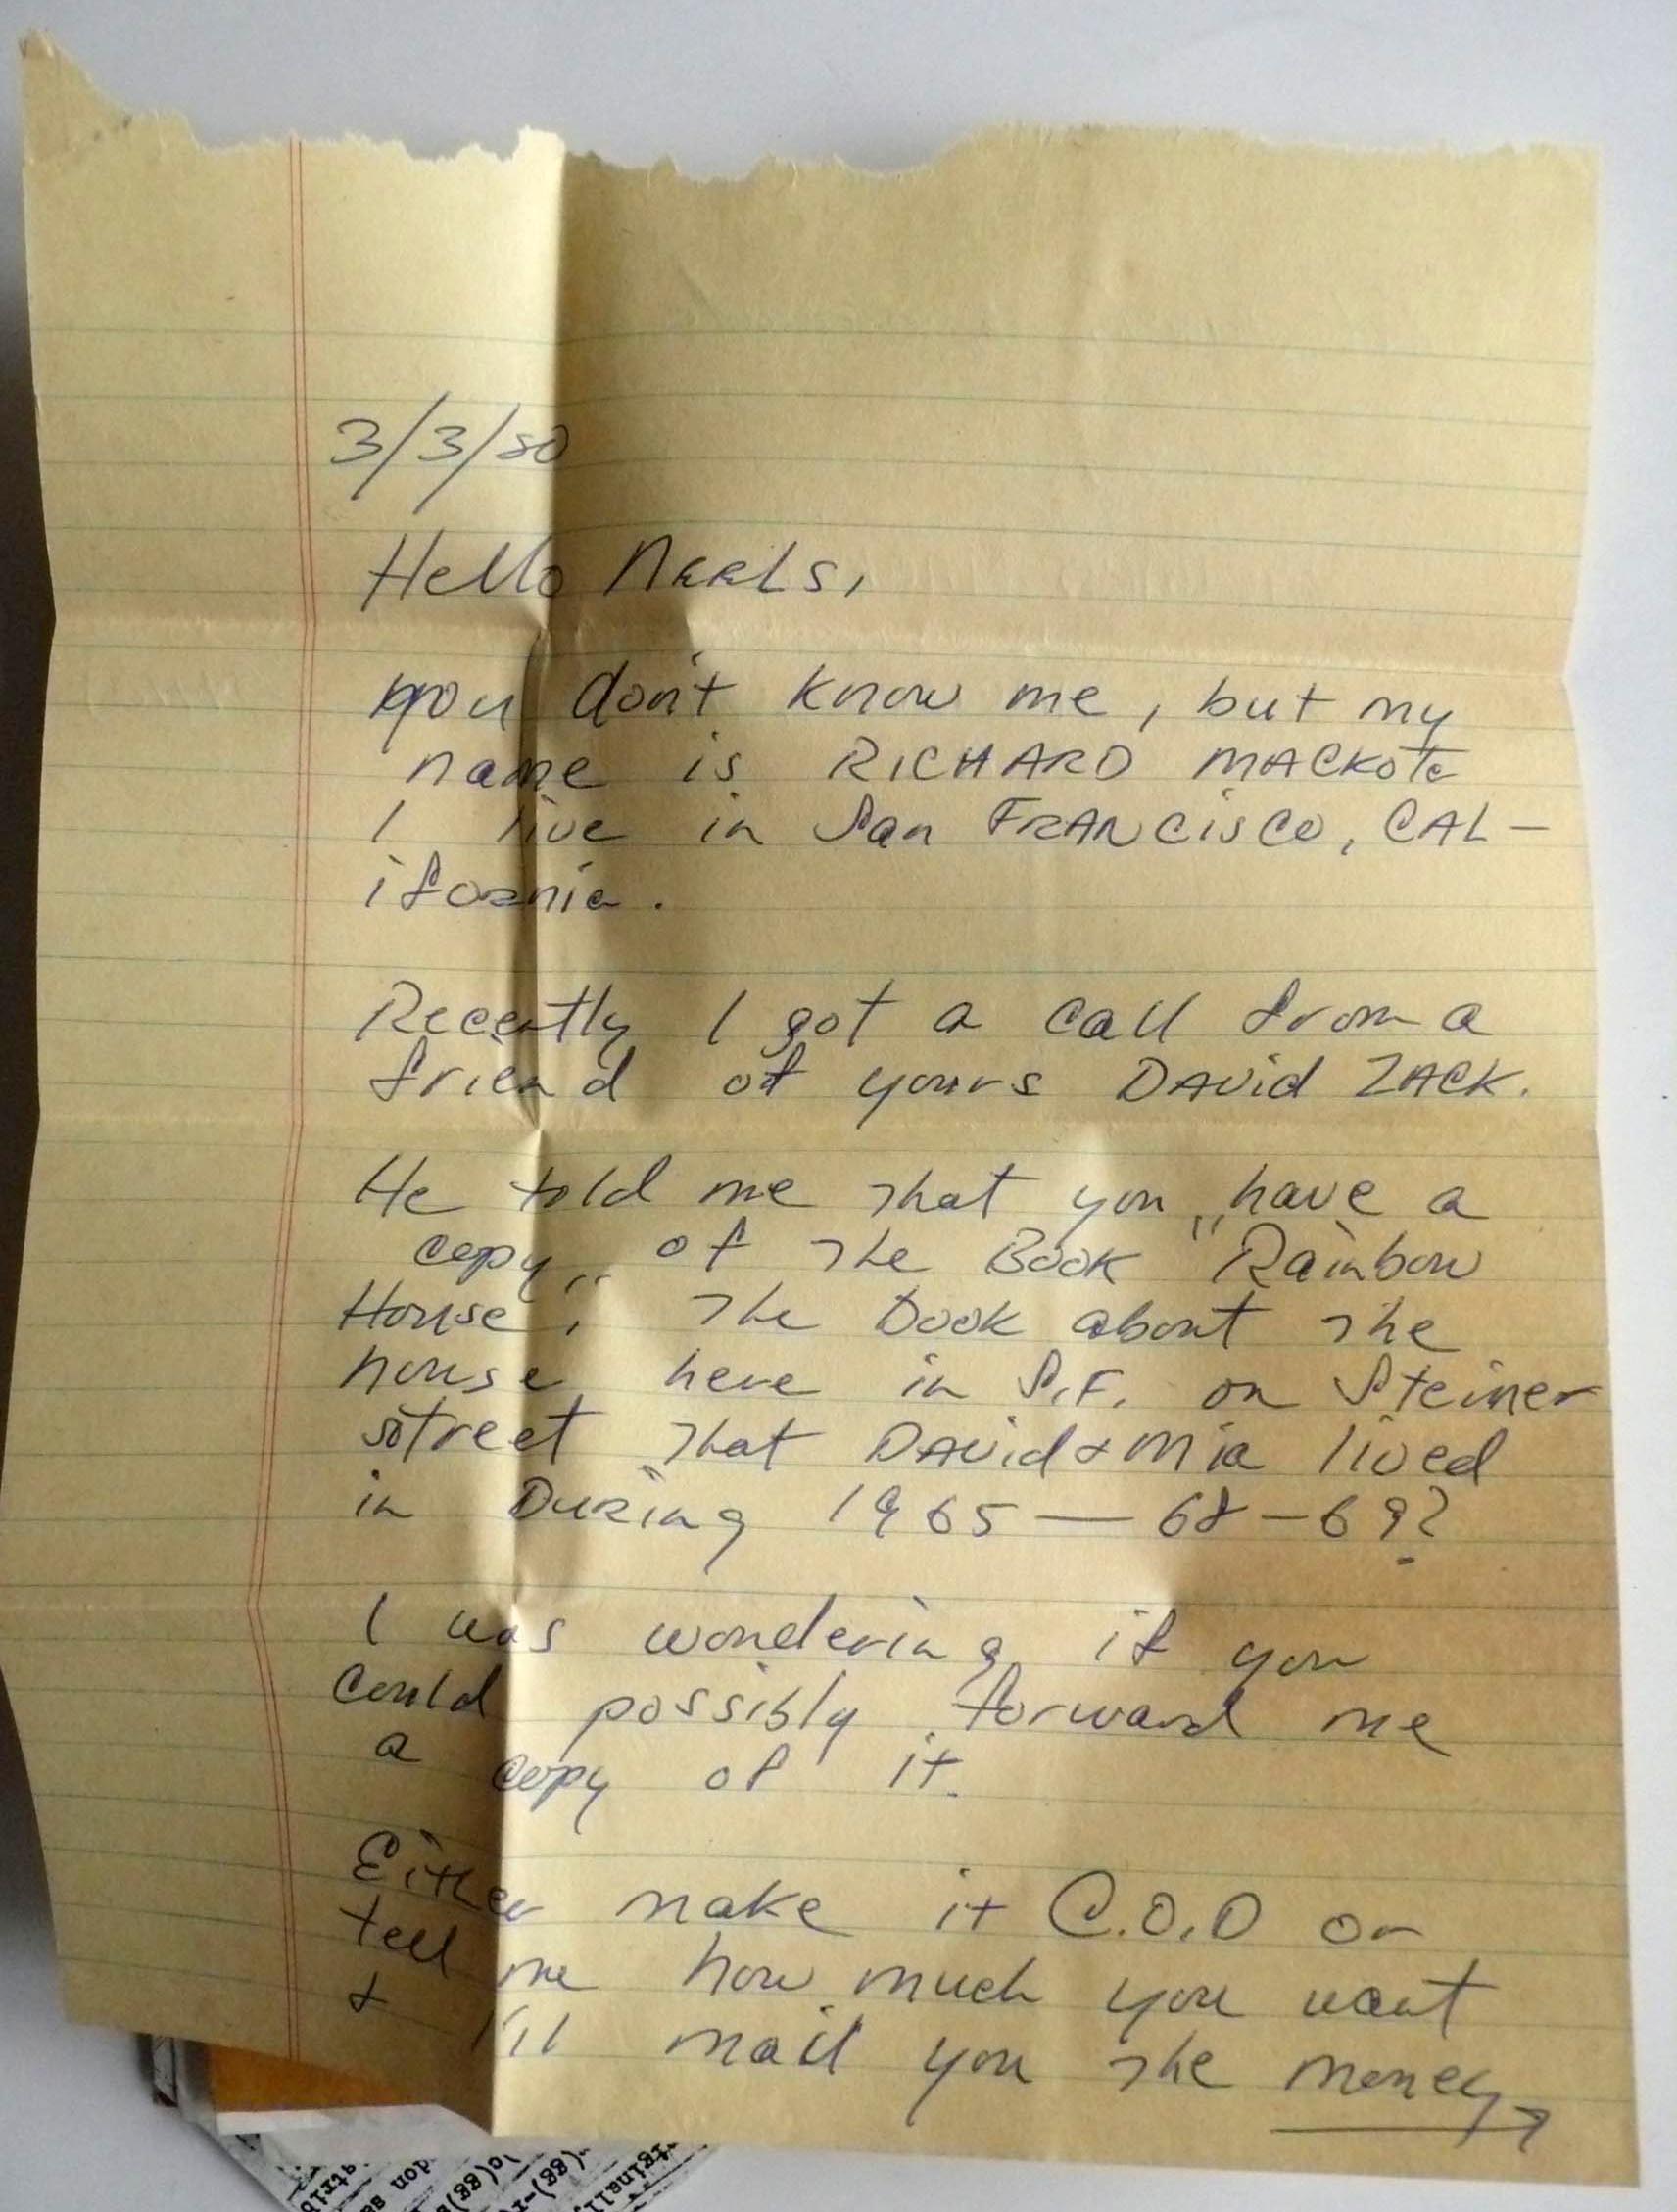 3/3/80
Hello Neels,
you don't know me, but my
name is RICHARD MACKOTE
I live in San FRANCISCO, CAL-
ifornia.
Recently I got a call from a
friend of yours DAVID ZACK.
He told me that you have a
copy of the Book "Rainbow
House", the book about the
house here in S.F. on Steiner
street that DAVID & Mia lived
in During 1965 — 68 – 69?
I was wondering if you
could possibly forward me
a copy of it.
Either make it C.O.D or
tell me how much you want
& I'll mail you the money